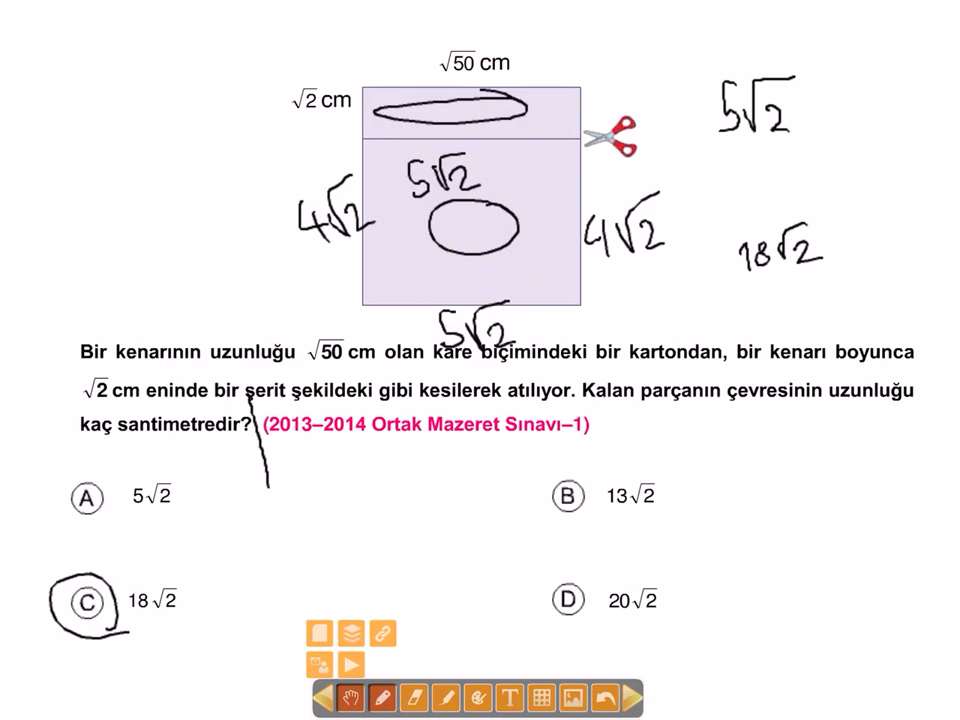 √50 cm
√2 cm
5√2
5√2
4√2
4√2
18√2
5√2
Bir kenarının uzunluğu √50 cm olan kare biçimindeki bir kartondan, bir kenarı boyunca
√2 cm eninde bir şerit şekildeki gibi kesilerek atılıyor. Kalan parçanın çevresinin uzunluğu
kaç santimetredir? (2013–2014 Ortak Mazeret Sınavı–1)
A 5√2
B 13√2
C 18√2
D 20√2
T